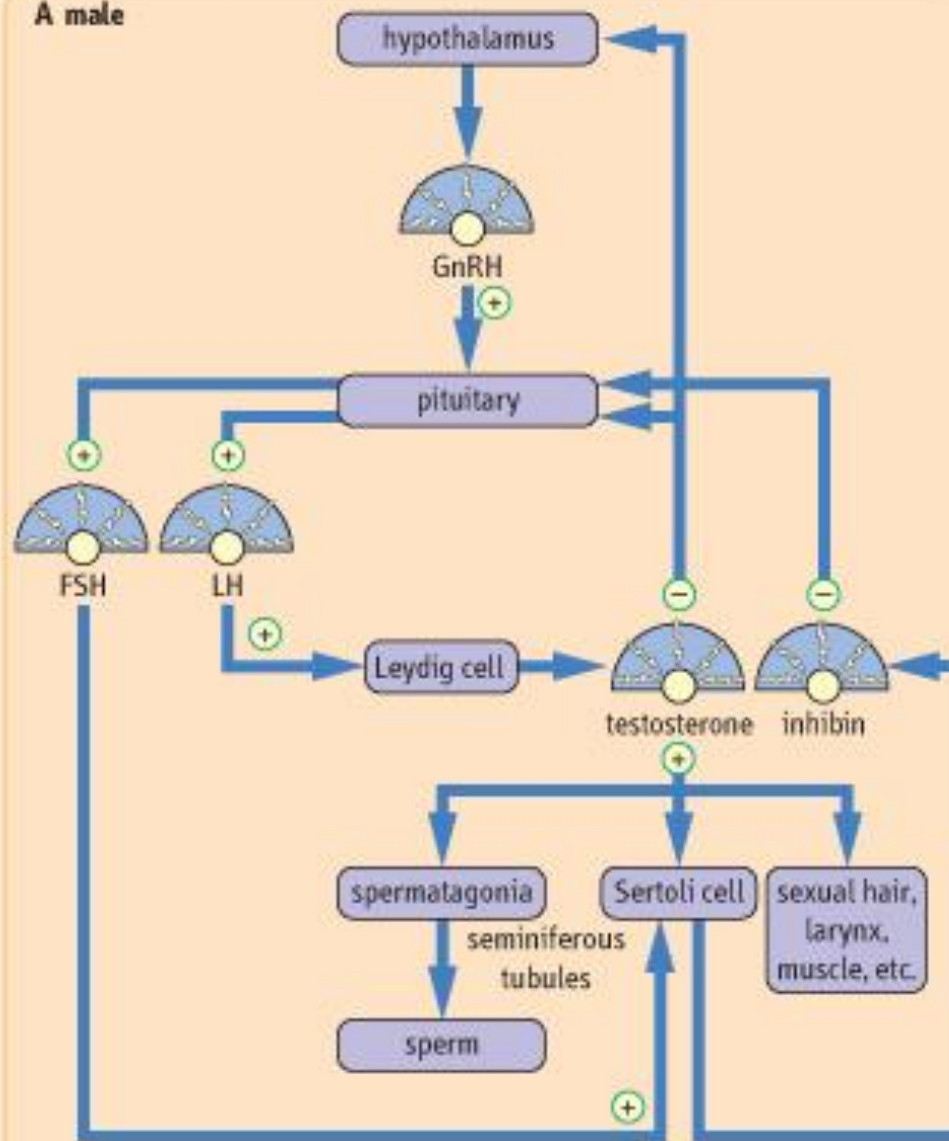 A male
hypothalamus
GnRH
+
pituitary
+
+
FSH
LH
+
Leydig cell
−
−
testosterone
inhibin
+
spermatagonia
Sertoli cell
sexual hair,
larynx,
muscle, etc.
seminiferous
tubules
sperm
+